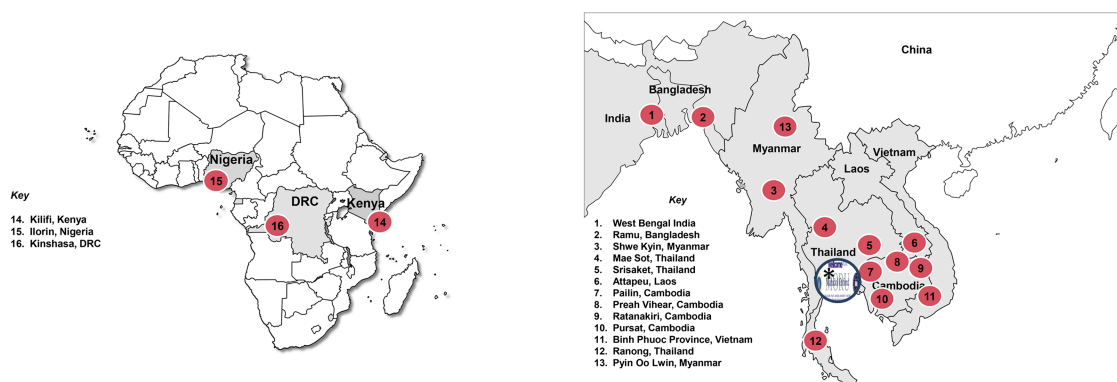 Nigeria
15
DRC
Kenya
16
14
Key
14. Kilifi, Kenya
15. Ilorin, Nigeria
16. Kinshasa, DRC
China
Bangladesh
India
1
2
13
Myanmar
Vietnam
Laos
3
Key
1. West Bengal India
2. Ramu, Bangladesh
3. Shwe Kyin, Myanmar
4. Mae Sot, Thailand
5. Srisaket, Thailand
6. Attapeu, Laos
7. Pailin, Cambodia
8. Preah Vihear, Cambodia
9. Ratanakiri, Cambodia
10. Pursat, Cambodia
11. Binh Phuoc Province, Vietnam
12. Ranong, Thailand
13. Pyin Oo Lwin, Myanmar
4
Thailand
5
6
8
7
9
Cambodia
10
11
*
MORU
12